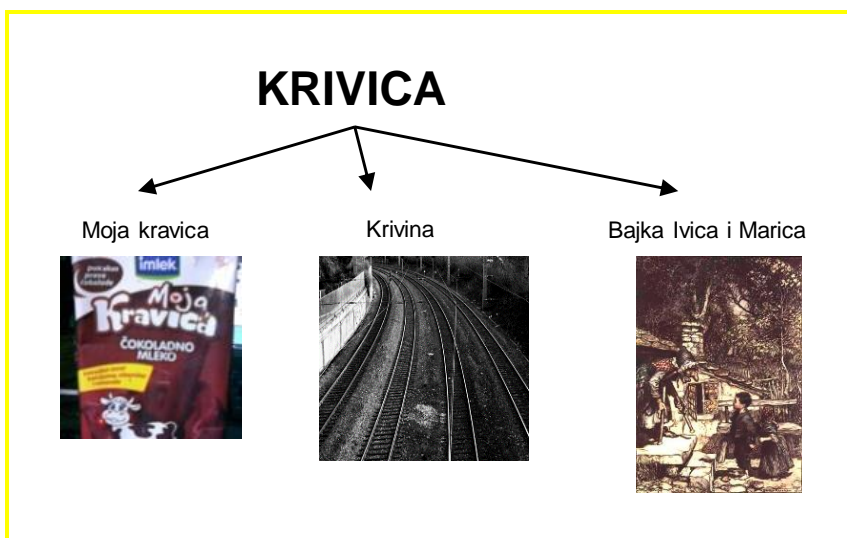 KRIVICA
Moja kravica
Krivina
Bajka Ivica i Marica
imlek
Moja
Kravica
ČOKOLADNO
MLEKO